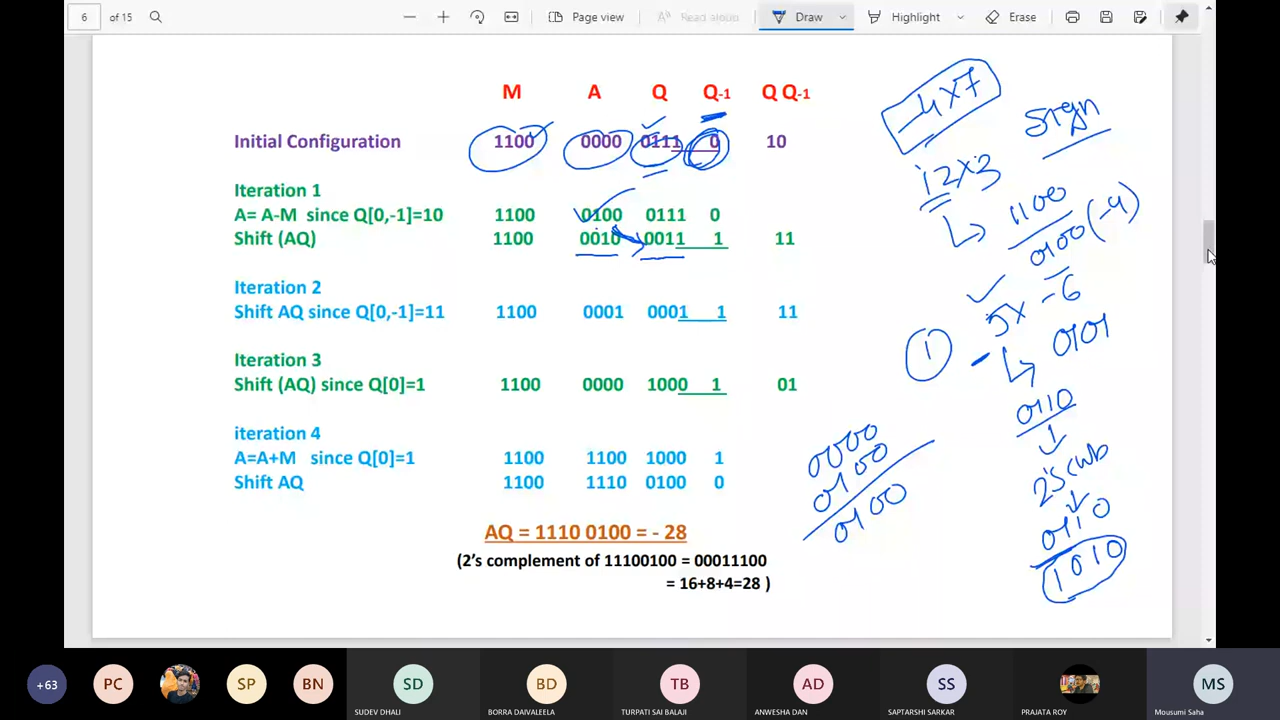 6 of 15 Page view Read aloud Draw Highlight Erase
M A Q Q-1 Q Q-1
Initial Configuration 1100 0000 0111 0 10
Iteration 1
A= A-M since Q[0,-1]=10 1100 0100 0111 0
Shift (AQ) 1100 0010 0011 1 11
Iteration 2
Shift AQ since Q[0,-1]=11 1100 0001 0001 1 11
Iteration 3
Shift (AQ) since Q[0]=1 1100 0000 1000 1 01
iteration 4
A=A+M since Q[0]=1 1100 1100 1000 1
Shift AQ 1100 1110 0100 0
AQ = 1110 0100 = - 28
(2's complement of 11100100 = 00011100
= 16+8+4=28 )
-4x7
sign
12x3
1100
0100 (-4)
5x -6
1
0101
0110
2's
0110
1010
0000
0100
0100
+63 PC SP BN SD BD TB AD SS MS
SUDEV DHALI BORRA DAIVALEELA TURPATI SAI BALAJI ANWESHA DAN SAPTARSHI SARKAR PRAJATA ROY Mousumi Saha